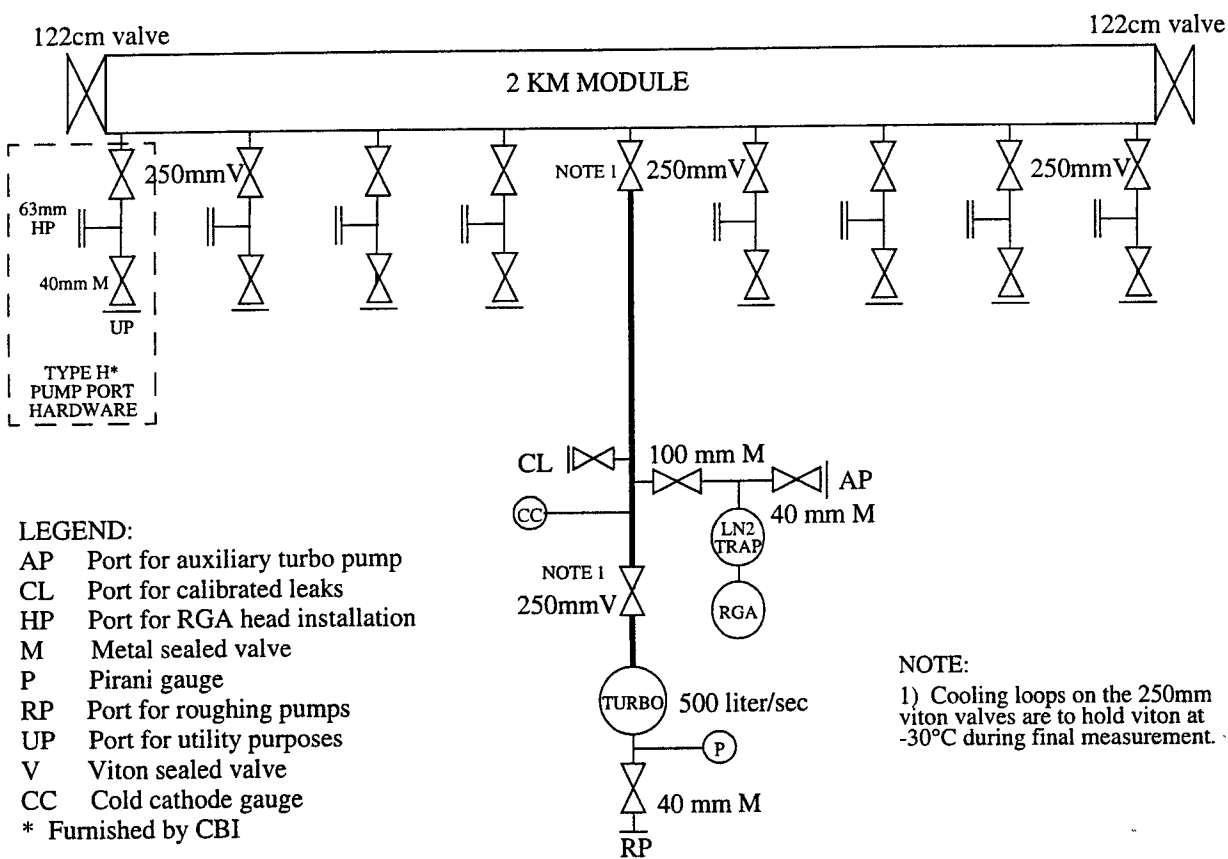 122cm valve
122cm valve
2 KM MODULE
250mmV
NOTE 1
250mmV
250mmV
63mm
HP
40mm M
UP
TYPE H*
PUMP PORT
HARDWARE
100 mm M
CL
AP
CC
LN2
TRAP
40 mm M
NOTE 1
250mmV
RGA
TURBO
500 liter/sec
P
40 mm M
RP
LEGEND:
AP Port for auxiliary turbo pump
CL Port for calibrated leaks
HP Port for RGA head installation
M Metal sealed valve
P Pirani gauge
RP Port for roughing pumps
UP Port for utility purposes
V Viton sealed valve
CC Cold cathode gauge
* Furnished by CBI
NOTE:
1) Cooling loops on the 250mm
viton valves are to hold viton at
-30°C during final measurement.